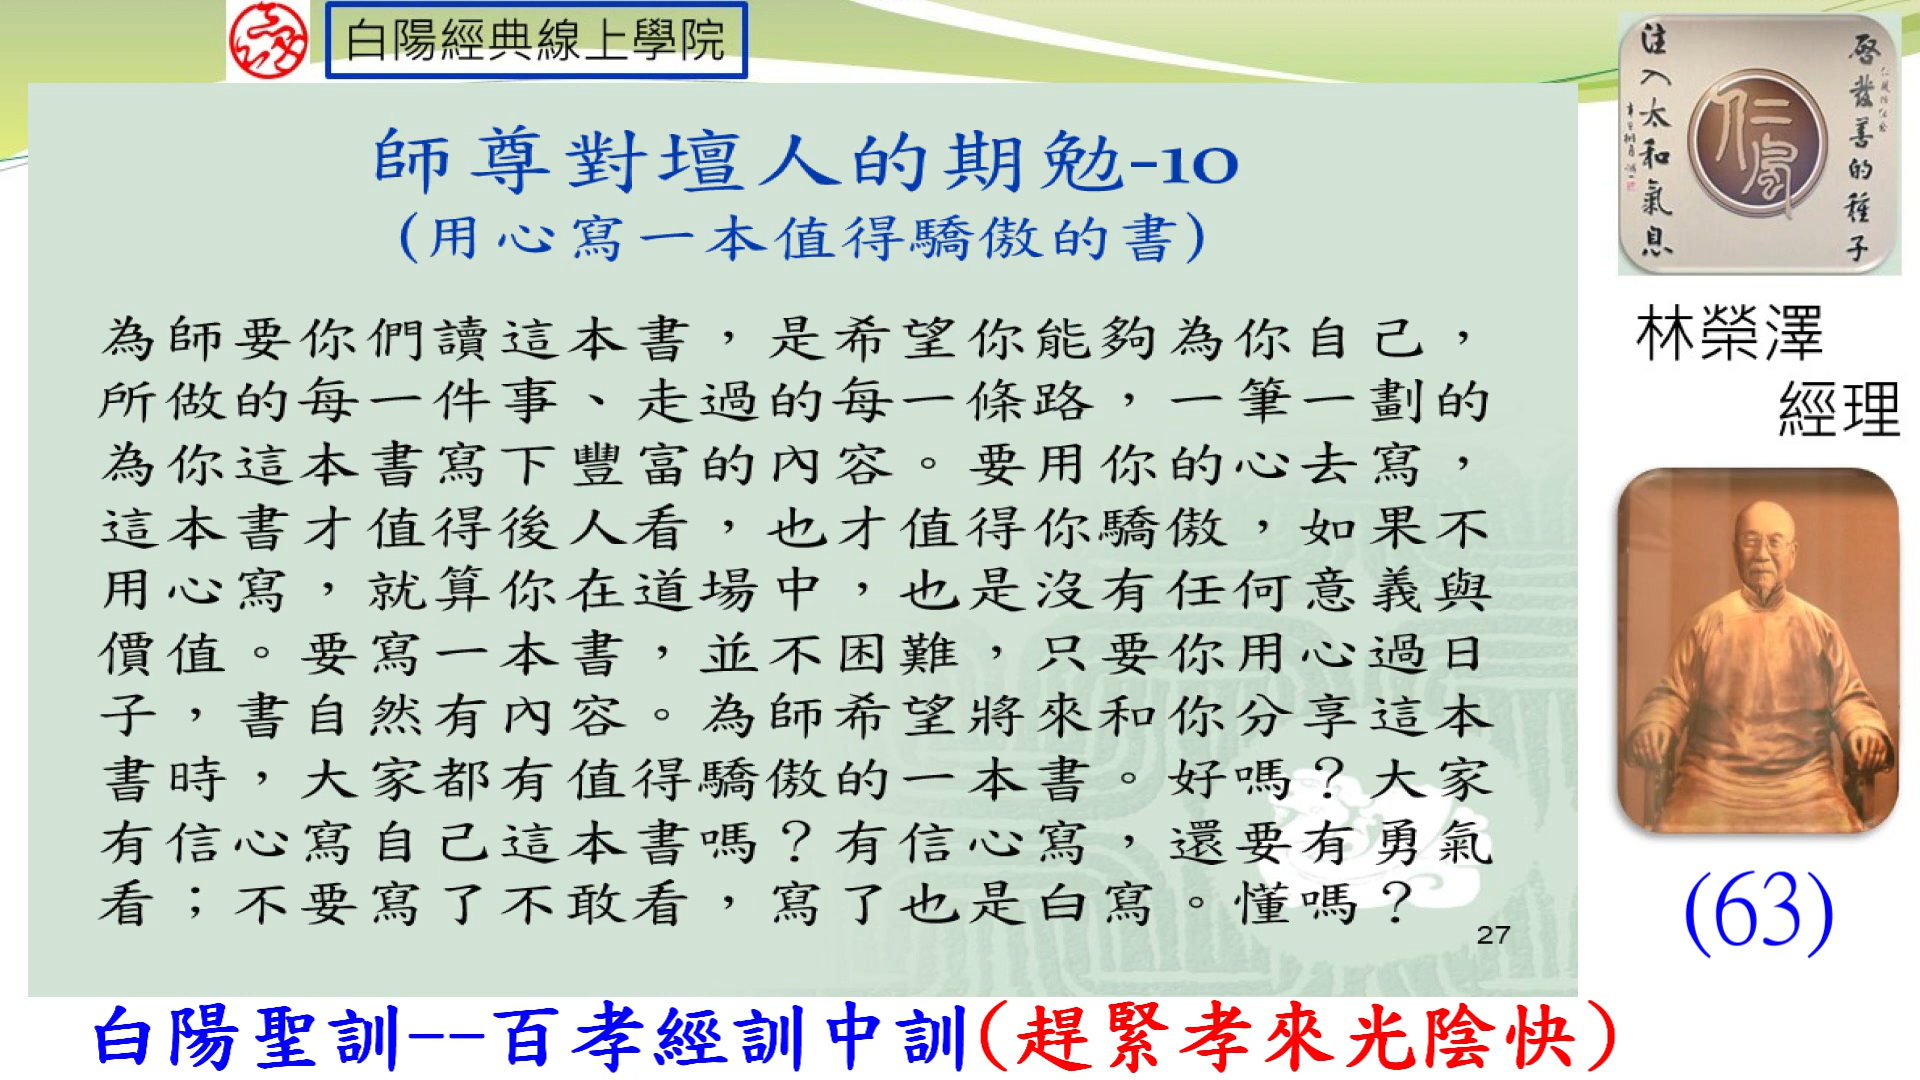 白陽經典線上學院
師尊對壇人的期勉-10
(用心寫一本值得驕傲的書)
為師要你們讀這本書，是希望你能夠為你自己，
所做的每一件事、走過的每一條路，一筆一劃的
為你這本書寫下豐富的內容。要用你的心去寫，
這本書才值得後人看，也才值得你驕傲，如果不
用心寫，就算你在道場中，也是沒有任何意義與
價值。要寫一本書，並不困難，只要你用心過日
子，書自然有內容。為師希望將來和你分享這本
書時，大家都有值得驕傲的一本書。好嗎？大家
有信心寫自己這本書嗎？有信心寫，還要有勇氣
看；不要寫了不敢看，寫了也是白寫。懂嗎？
27
啓發善的種子
注入太和氣息
仁風
林榮澤
經理
(63)
白陽聖訓--百孝經訓中訓(趕緊孝來光陰快)